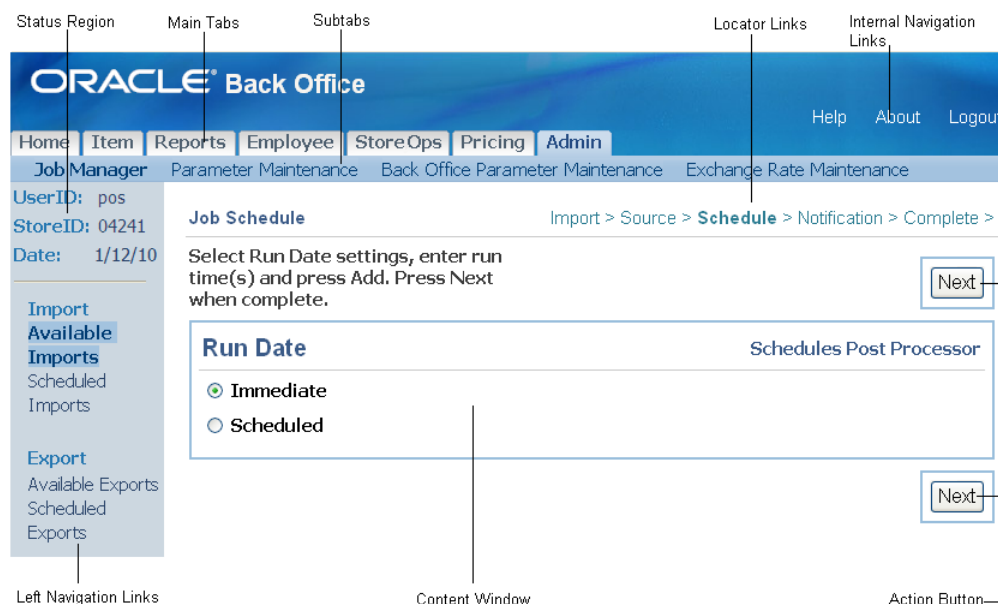 Status Region
Main Tabs
Subtabs
Locator Links
Internal Navigation
Links
ORACLE Back Office
Help About Logout
Home Item Reports Employee StoreOps Pricing Admin
Job Manager Parameter Maintenance Back Office Parameter Maintenance Exchange Rate Maintenance
UserID: pos
StoreID: 04241
Date: 1/12/10
Job Schedule
Import > Source > Schedule > Notification > Complete >
Select Run Date settings, enter run
time(s) and press Add. Press Next
when complete.
Next
Import
Available
Imports
Scheduled
Imports
Export
Available Exports
Scheduled
Exports
Run Date
Schedules Post Processor
Immediate
Scheduled
Next
Left Navigation Links
Content Window
Action Button